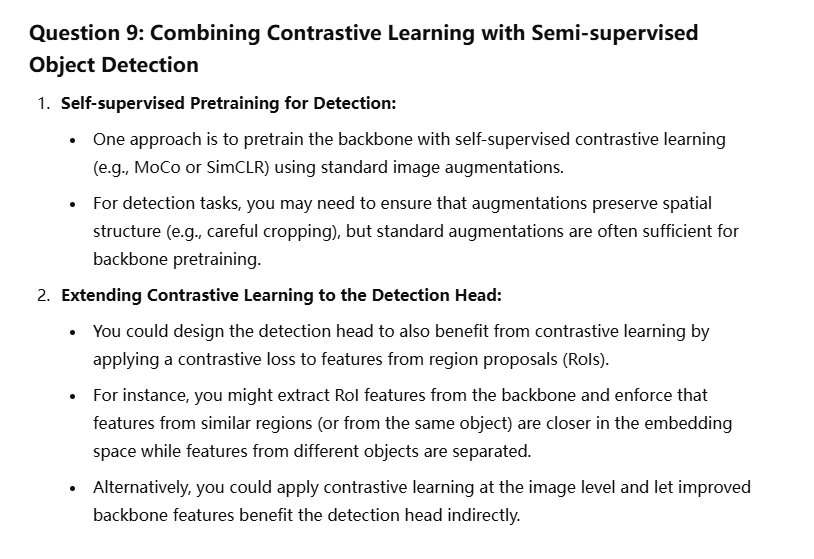 Question 9: Combining Contrastive Learning with Semi-supervised
Object Detection
1. Self-supervised Pretraining for Detection:
• One approach is to pretrain the backbone with self-supervised contrastive learning
(e.g., MoCo or SimCLR) using standard image augmentations.
• For detection tasks, you may need to ensure that augmentations preserve spatial
structure (e.g., careful cropping), but standard augmentations are often sufficient for
backbone pretraining.
2. Extending Contrastive Learning to the Detection Head:
• You could design the detection head to also benefit from contrastive learning by
applying a contrastive loss to features from region proposals (RoIs).
• For instance, you might extract RoI features from the backbone and enforce that
features from similar regions (or from the same object) are closer in the embedding
space while features from different objects are separated.
• Alternatively, you could apply contrastive learning at the image level and let improved
backbone features benefit the detection head indirectly.